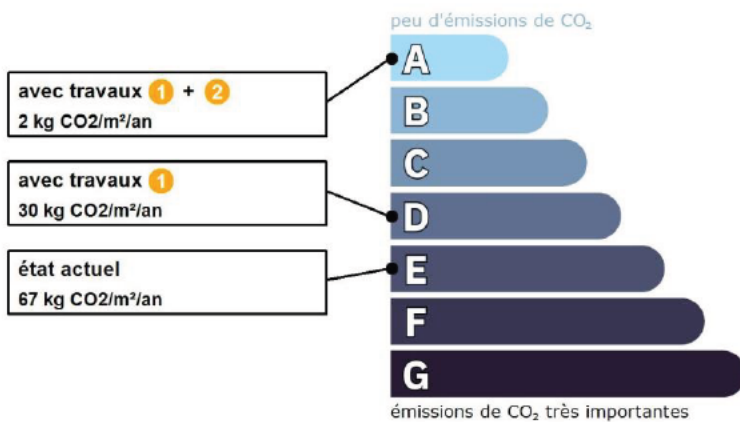 peu d'émissions de CO₂
avec travaux 1 + 2
2 kg CO2/m²/an
A
B
C
avec travaux 1
30 kg CO2/m²/an
D
état actuel
67 kg CO2/m²/an
E
F
G
émissions de CO₂ très importantes